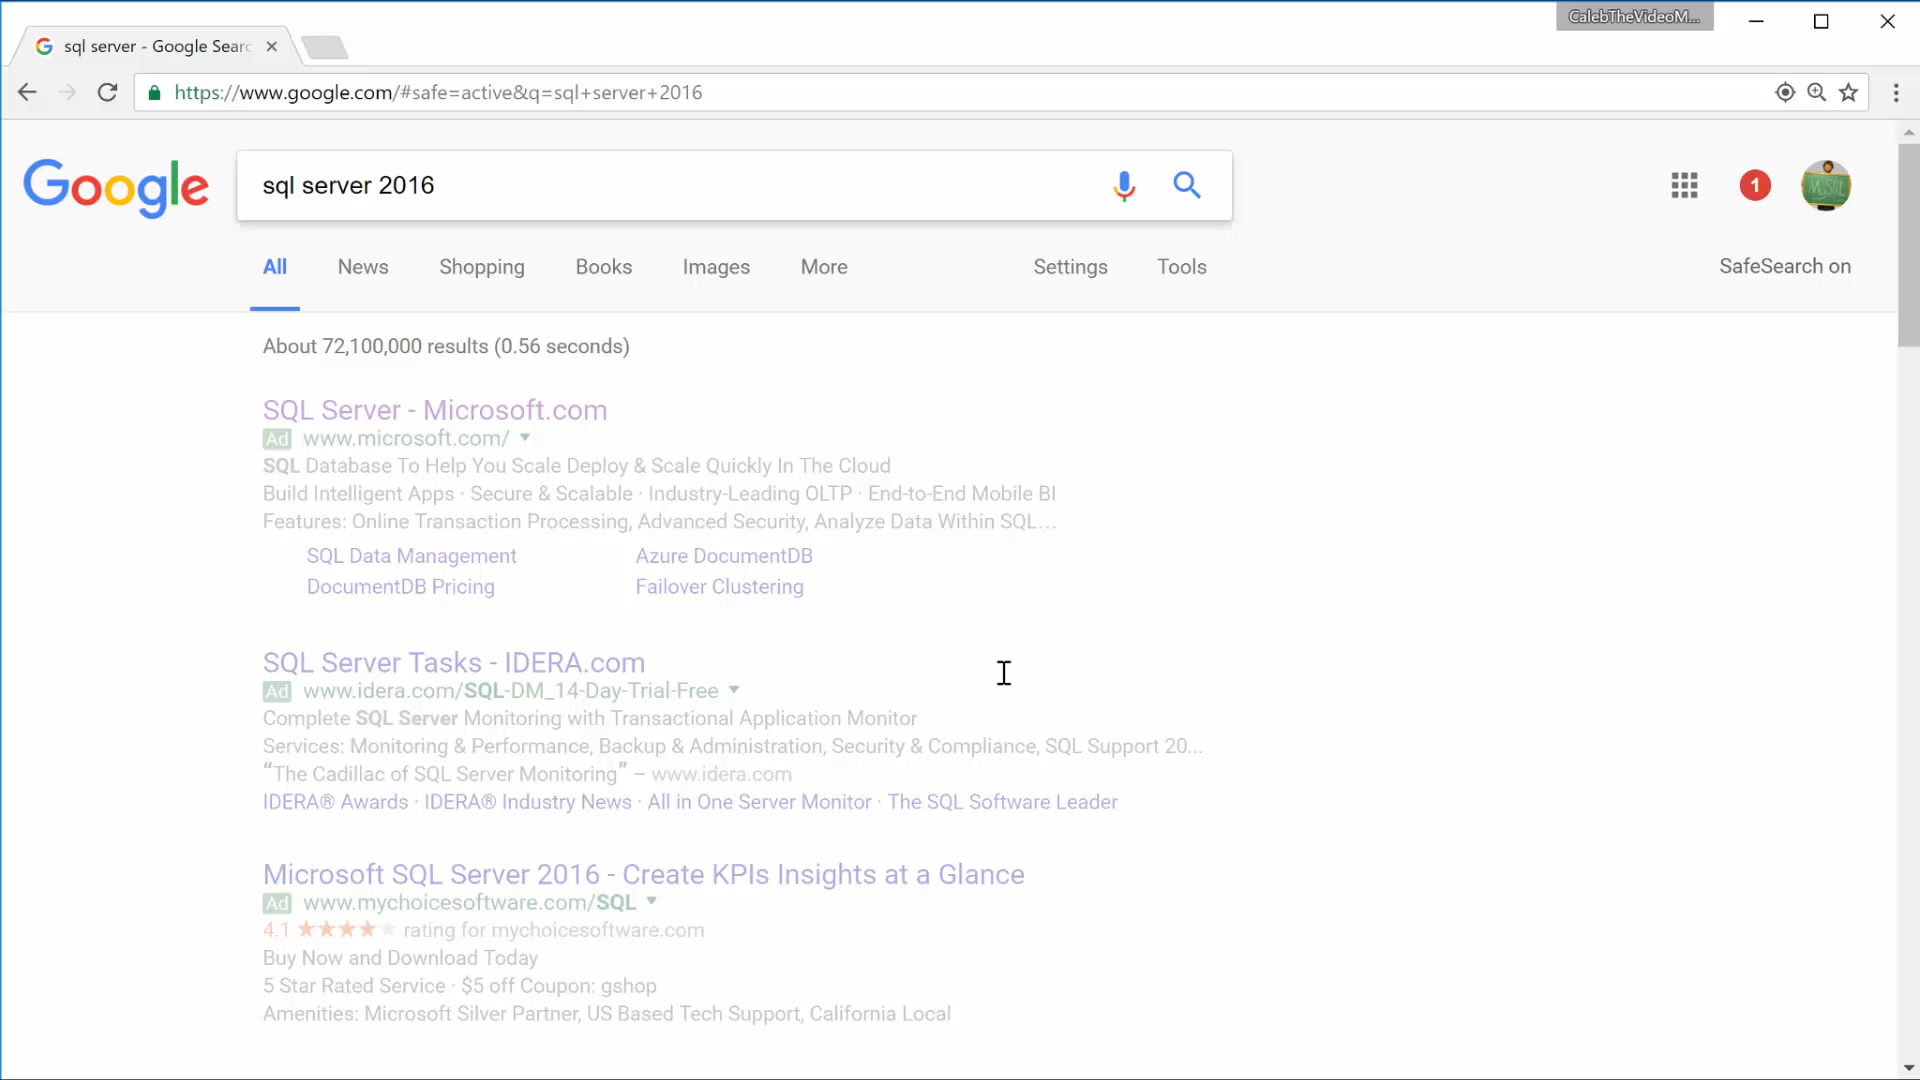 CalebTheVideoM...
sql server - Google Searc
https://www.google.com/#safe=active&q=sql+server+2016
Google
sql server 2016
1
MySQL
All News Shopping Books Images More Settings Tools SafeSearch on
About 72,100,000 results (0.56 seconds)
SQL Server - Microsoft.com
Ad www.microsoft.com/
SQL Database To Help You Scale Deploy & Scale Quickly In The Cloud
Build Intelligent Apps · Secure & Scalable · Industry-Leading OLTP · End-to-End Mobile BI
Features: Online Transaction Processing, Advanced Security, Analyze Data Within SQL...
SQL Data Management Azure DocumentDB
DocumentDB Pricing Failover Clustering
SQL Server Tasks - IDERA.com
Ad www.idera.com/SQL-DM_14-Day-Trial-Free
Complete SQL Server Monitoring with Transactional Application Monitor
Services: Monitoring & Performance, Backup & Administration, Security & Compliance, SQL Support 20...
“The Cadillac of SQL Server Monitoring” – www.idera.com
IDERA® Awards · IDERA® Industry News · All in One Server Monitor · The SQL Software Leader
Microsoft SQL Server 2016 - Create KPIs Insights at a Glance
Ad www.mychoicesoftware.com/SQL
4.1 ★★★★★ rating for mychoicesoftware.com
Buy Now and Download Today
5 Star Rated Service · $5 off Coupon: gshop
Amenities: Microsoft Silver Partner, US Based Tech Support, California Local